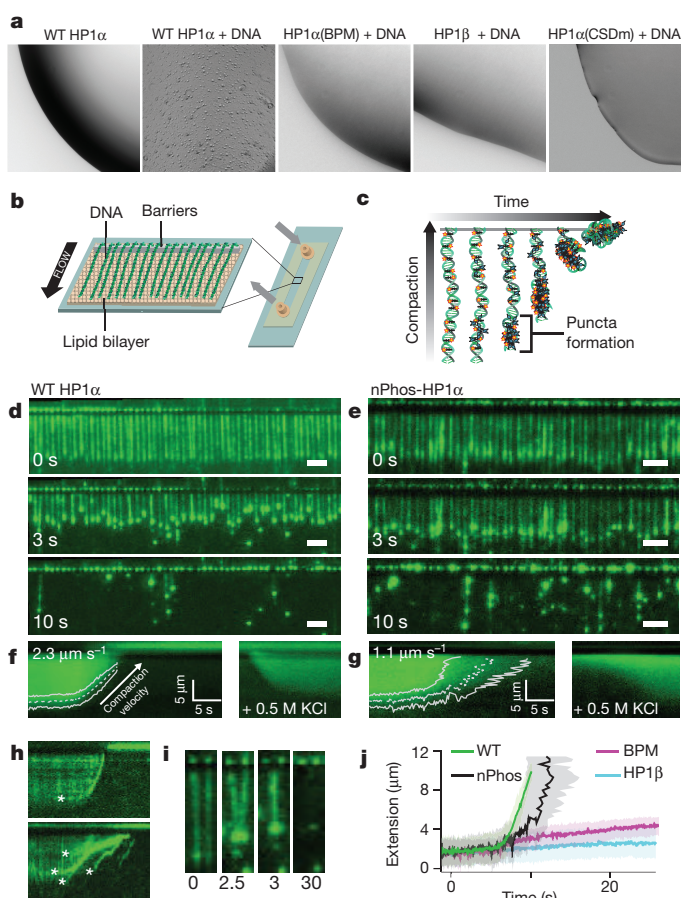 a
WT HP1α
WT HP1α + DNA
HP1α(BPM) + DNA
HP1β + DNA
HP1α(CSDm) + DNA
b
DNA
Barriers
FLOW
Lipid bilayer
c
Time
Compaction
Puncta
formation
WT HP1α
d
0 s
3 s
10 s
nPhos-HP1α
e
0 s
3 s
10 s
f
2.3 μm s⁻¹
Compaction
velocity
5 μm
5 s
+ 0.5 M KCl
g
1.1 μm s⁻¹
5 μm
5 s
+ 0.5 M KCl
h
*
*
*
*
*
i
0
2.5
3
30
j
WT
BPM
nPhos
HP1β
Extension (μm)
12
8
4
0
0
20
Time (s)